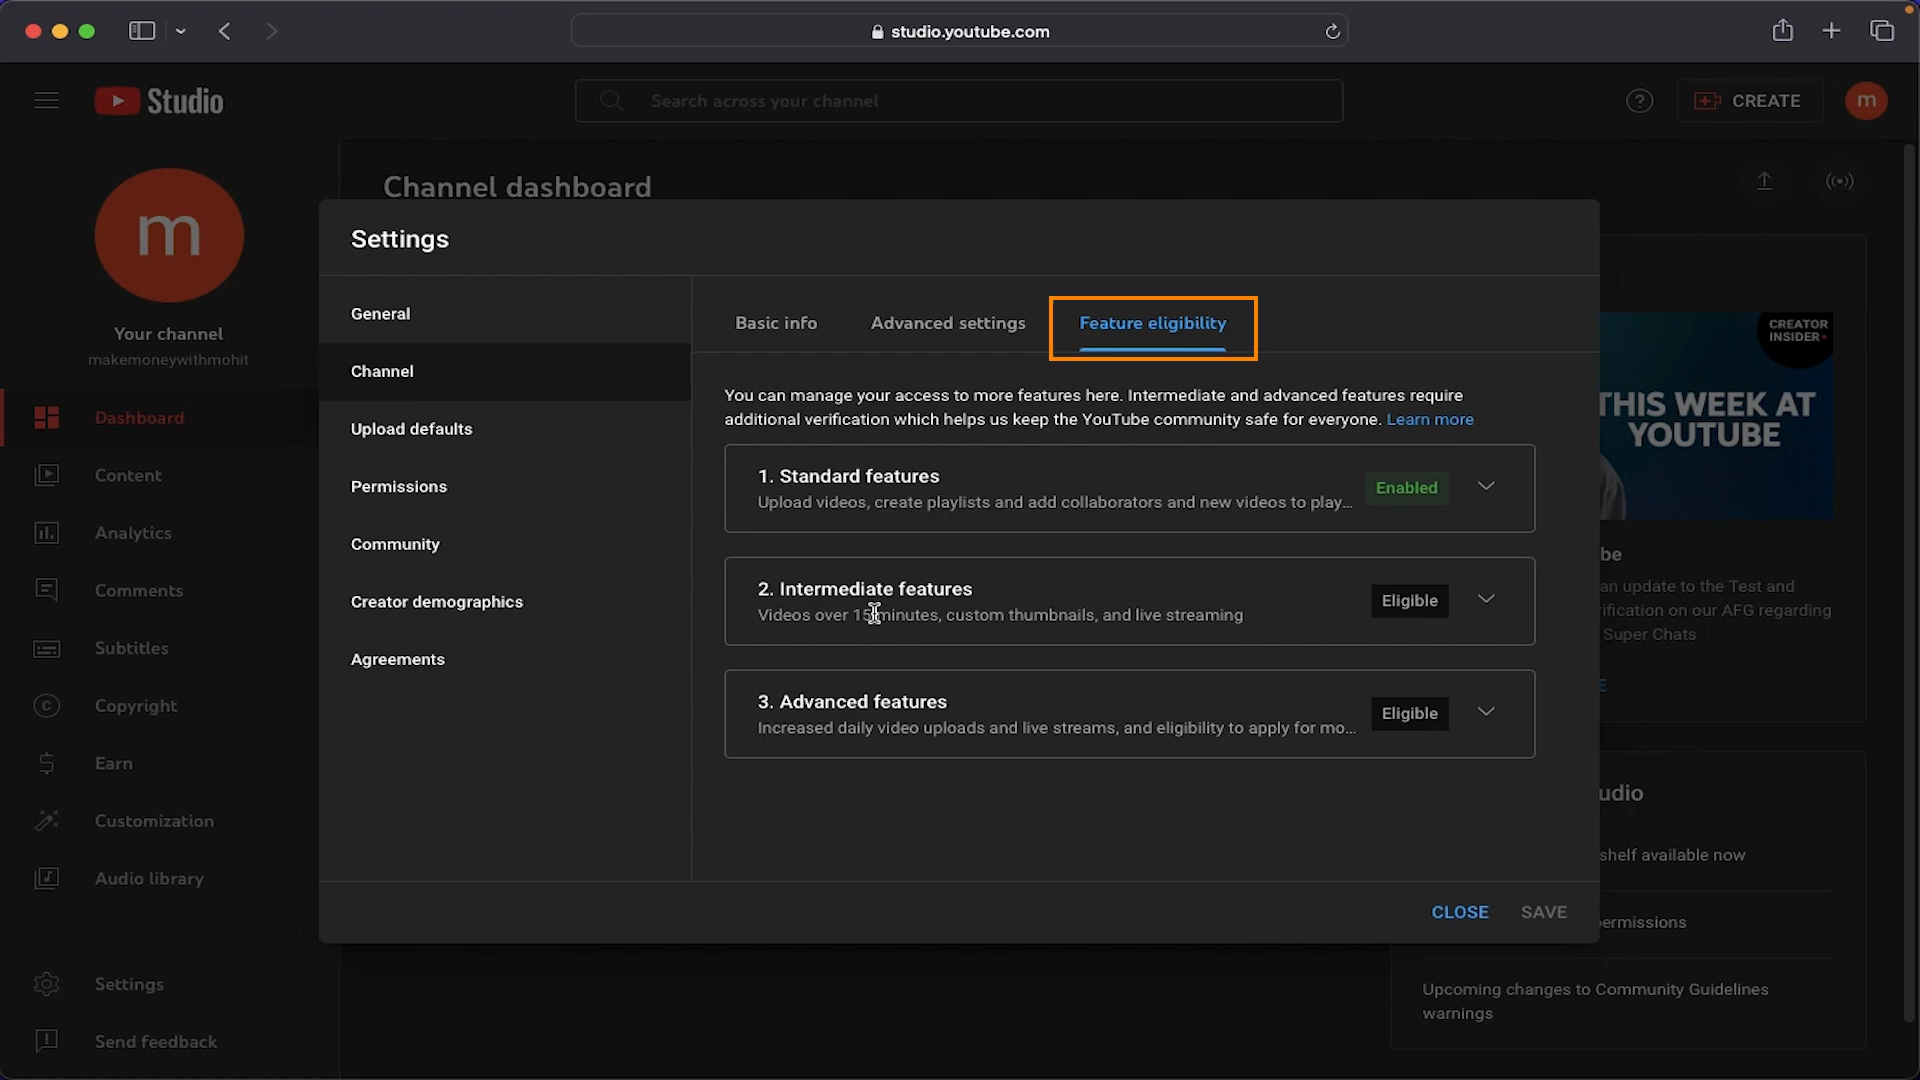 studio.youtube.com
Studio
Search across your channel
CREATE
m
m
Your channel
makemoneywithmohit
Dashboard
Content
Analytics
Comments
Subtitles
Copyright
Earn
Customization
Audio library
Settings
Send feedback
Channel dashboard
Settings
General
Channel
Upload defaults
Permissions
Community
Creator demographics
Agreements
Basic info
Advanced settings
Feature eligibility
You can manage your access to more features here. Intermediate and advanced features require
additional verification which helps us keep the YouTube community safe for everyone. Learn more
1. Standard features
Upload videos, create playlists and add collaborators and new videos to play...
Enabled
2. Intermediate features
Videos over 15 minutes, custom thumbnails, and live streaming
Eligible
3. Advanced features
Increased daily video uploads and live streams, and eligibility to apply for mo...
Eligible
CLOSE
SAVE
CREATOR
INSIDER
THIS WEEK AT
YOUTUBE
be
an update to the Test and
ification on our AFG regarding
Super Chats
E
udio
shelf available now
ermissions
Upcoming changes to Community Guidelines
warnings